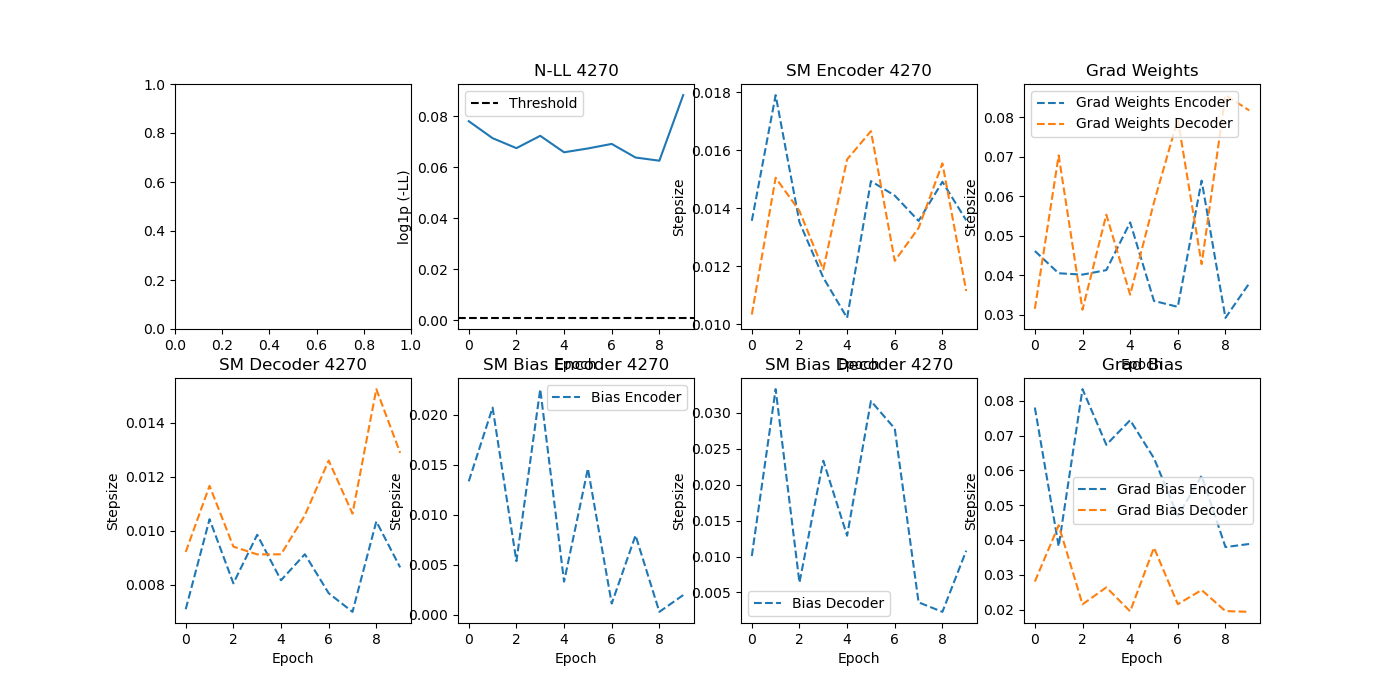 1.0
0.8
0.6
0.4
0.2
0.0
0.0 0.2 0.4 0.6 0.8 1.0
N-LL 4270
Threshold
log1p (-LL)
0.08
0.06
0.04
0.02
0.00
0 2 4 6 8
Epoch
SM Encoder 4270
Stepsize
0.018
0.016
0.014
0.012
0.010
0 2 4 6 8
Epoch
Grad Weights
Grad Weights Encoder
Grad Weights Decoder
Stepsize
0.08
0.07
0.06
0.05
0.04
0.03
0 2 4 6 8
Epoch
SM Decoder 4270
Stepsize
0.014
0.012
0.010
0.008
0 2 4 6 8
Epoch
SM Bias Encoder 4270
Bias Encoder
Stepsize
0.020
0.015
0.010
0.005
0.000
0 2 4 6 8
Epoch
SM Bias Decoder 4270
Stepsize
0.030
0.025
0.020
0.015
0.010
0.005
Bias Decoder
0 2 4 6 8
Epoch
Grad Bias
Stepsize
0.08
0.07
0.06
0.05
0.04
0.03
0.02
Grad Bias Encoder
Grad Bias Decoder
0 2 4 6 8
Epoch